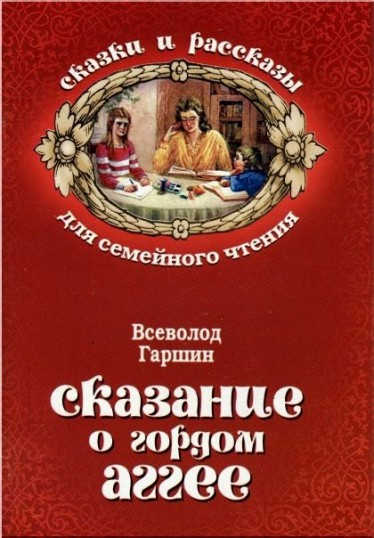 сказки и рассказы
для семейного чтения
Всеволод
Гаршин
сказание
о гордом
аггее